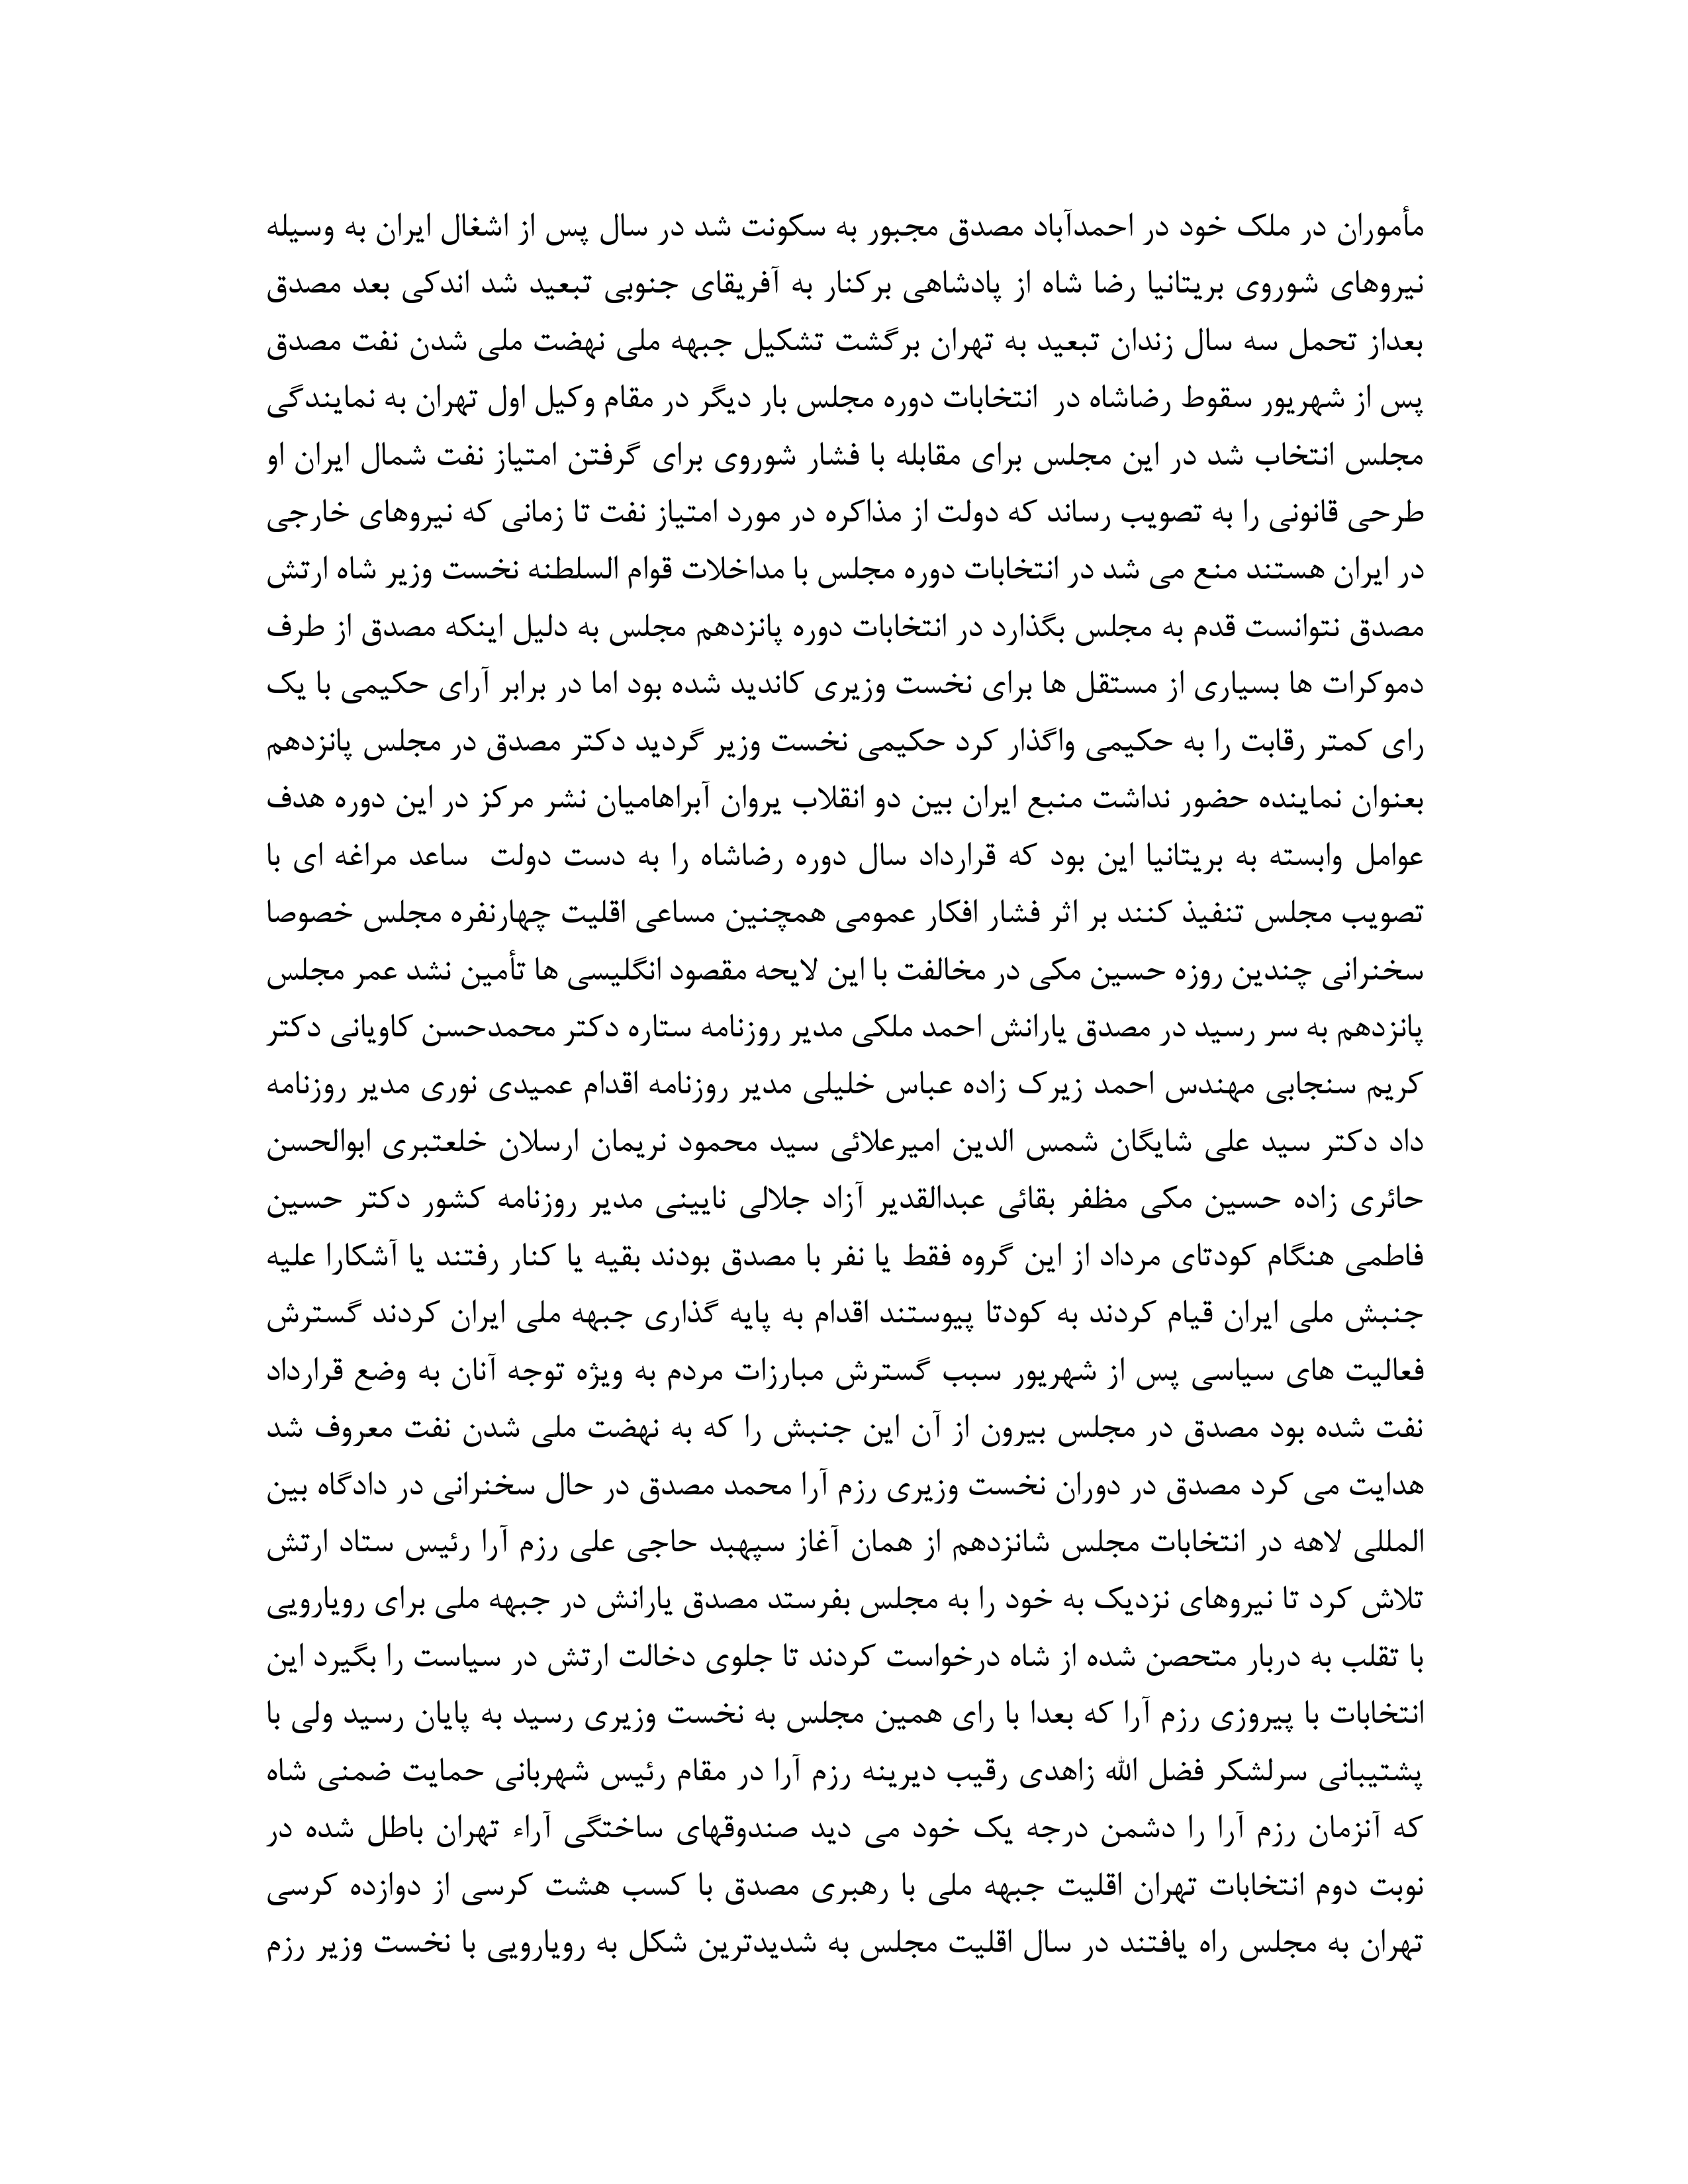 مأموران در ملک خود در احمدآباد مصدق مجبور به سکونت شد در سال پس از اشغال ایران به وسیله
نیروهای شوروی بریتانیا رضا شاه از پادشاهی برکنار به آفریقای جنوبی تبعید شد اندکی بعد مصدق
بعداز تحمل سه سال زندان تبعید به تهران برگشت تشکیل جبهه ملی نهضت ملی شدن نفت مصدق
پس از شهریور سقوط رضاشاه در انتخابات دوره مجلس بار دیگر در مقام وکیل اول تهران به نمایندگی
مجلس انتخاب شد در این مجلس برای مقابله با فشار شوروی برای گرفتن امتیاز نفت شمال ایران او
طرحی قانونی را به تصویب رساند که دولت از مذاکره در مورد امتیاز نفت تا زمانی که نیروهای خارجی
در ایران هستند منع می شد در انتخابات دوره مجلس با مداخلات قوام السلطنه نخست وزیر شاه ارتش
مصدق نتوانست قدم به مجلس بگذارد در انتخابات دوره پانزدهم مجلس به دلیل اینکه مصدق از طرف
دموکرات ها بسیاری از مستقل ها برای نخست وزیری کاندید شده بود اما در برابر آرای حکیمی با یک
رای کمتر رقابت را به حکیمی واگذار کرد حکیمی نخست وزیر گردید دکتر مصدق در مجلس پانزدهم
بعنوان نماینده حضور نداشت منبع ایران بین دو انقلاب یروان آبراهامیان نشر مرکز در این دوره هدف
عوامل وابسته به بریتانیا این بود که قرارداد سال دوره رضاشاه را به دست دولت ساعد مراغه ای با
تصویب مجلس تنفیذ کنند بر اثر فشار افکار عمومی همچنین مساعی اقلیت چهارنفره مجلس خصوصا
سخنرانی چندین روزه حسین مکی در مخالفت با این لایحه مقصود انگلیسی ها تأمین نشد عمر مجلس
پانزدهم به سر رسید در مصدق یارانش احمد ملکی مدیر روزنامه ستاره دکتر محمدحسن کاویانی دکتر
کریم سنجابی مهندس احمد زیرک زاده عباس خلیلی مدیر روزنامه اقدام عمیدی نوری مدیر روزنامه
داد دکتر سید علی شایگان شمس الدین امیرعلائی سید محمود نریمان ارسلان خلعتبری ابوالحسن
حائری زاده حسین مکی مظفر بقائی عبدالقدیر آزاد جلالی نایینی مدیر روزنامه کشور دکتر حسین
فاطمی هنگام کودتای مرداد از این گروه فقط یا نفر با مصدق بودند بقیه یا کنار رفتند یا آشکارا علیه
جنبش ملی ایران قیام کردند به کودتا پیوستند اقدام به پایه گذاری جبهه ملی ایران کردند گسترش
فعالیت های سیاسی پس از شهریور سبب گسترش مبارزات مردم به ویژه توجه آنان به وضع قرارداد
نفت شده بود مصدق در مجلس بیرون از آن این جنبش را که به نهضت ملی شدن نفت معروف شد
هدایت می کرد مصدق در دوران نخست وزیری رزم آرا محمد مصدق در حال سخنرانی در دادگاه بین
المللی لاهه در انتخابات مجلس شانزدهم از همان آغاز سپهبد حاجی علی رزم آرا رئیس ستاد ارتش
تلاش کرد تا نیروهای نزدیک به خود را به مجلس بفرستد مصدق یارانش در جبهه ملی برای رویارویی
با تقلب به دربار متحصن شده از شاه درخواست کردند تا جلوی دخالت ارتش در سیاست را بگیرد این
انتخابات با پیروزی رزم آرا که بعدا با رای همین مجلس به نخست وزیری رسید به پایان رسید ولی با
پشتیبانی سرلشکر فضل الله زاهدی رقیب دیرینه رزم آرا در مقام رئیس شهربانی حمایت ضمنی شاه
که آنزمان رزم آرا را دشمن درجه یک خود می دید صندوقهای ساختگی آراء تهران باطل شده در
نوبت دوم انتخابات تهران اقلیت جبهه ملی با رهبری مصدق با کسب هشت کرسی از دوازده کرسی
تهران به مجلس راه یافتند در سال اقلیت مجلس به شدیدترین شکل به رویارویی با نخست وزیر رزم